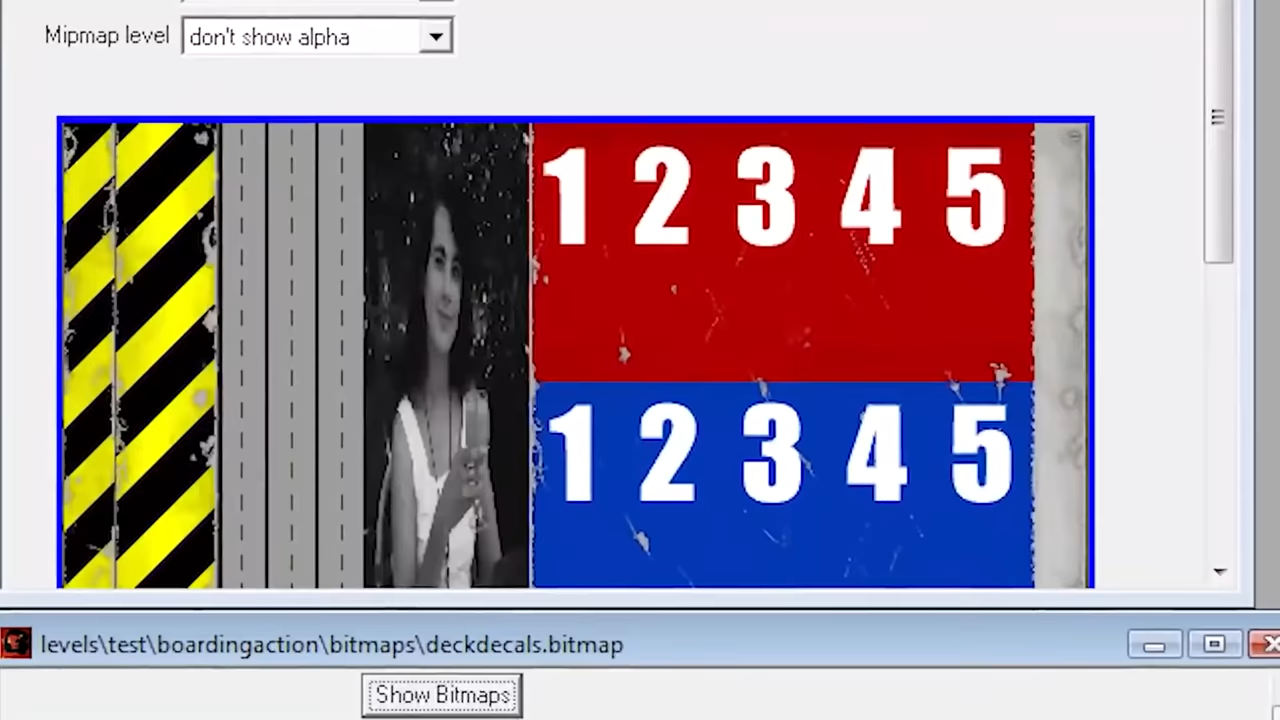 Mipmap level don't show alpha
1 2 3 4 5
1 2 3 4 5
levels\test\boardingaction\bitmaps\deckdecals.bitmap
Show Bitmaps